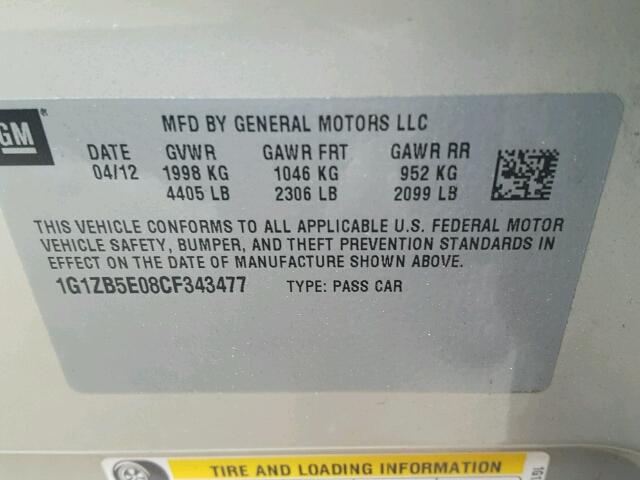 GM
MFD BY GENERAL MOTORS LLC
DATE GVWR GAWR FRT GAWR RR
04/12 1998 KG 1046 KG 952 KG
4405 LB 2306 LB 2099 LB
THIS VEHICLE CONFORMS TO ALL APPLICABLE U.S. FEDERAL MOTOR
VEHICLE SAFETY, BUMPER, AND THEFT PREVENTION STANDARDS IN
EFFECT ON THE DATE OF MANUFACTURE SHOWN ABOVE.
1G1ZB5E08CF343477 TYPE: PASS CAR
TIRE AND LOADING INFORMATION